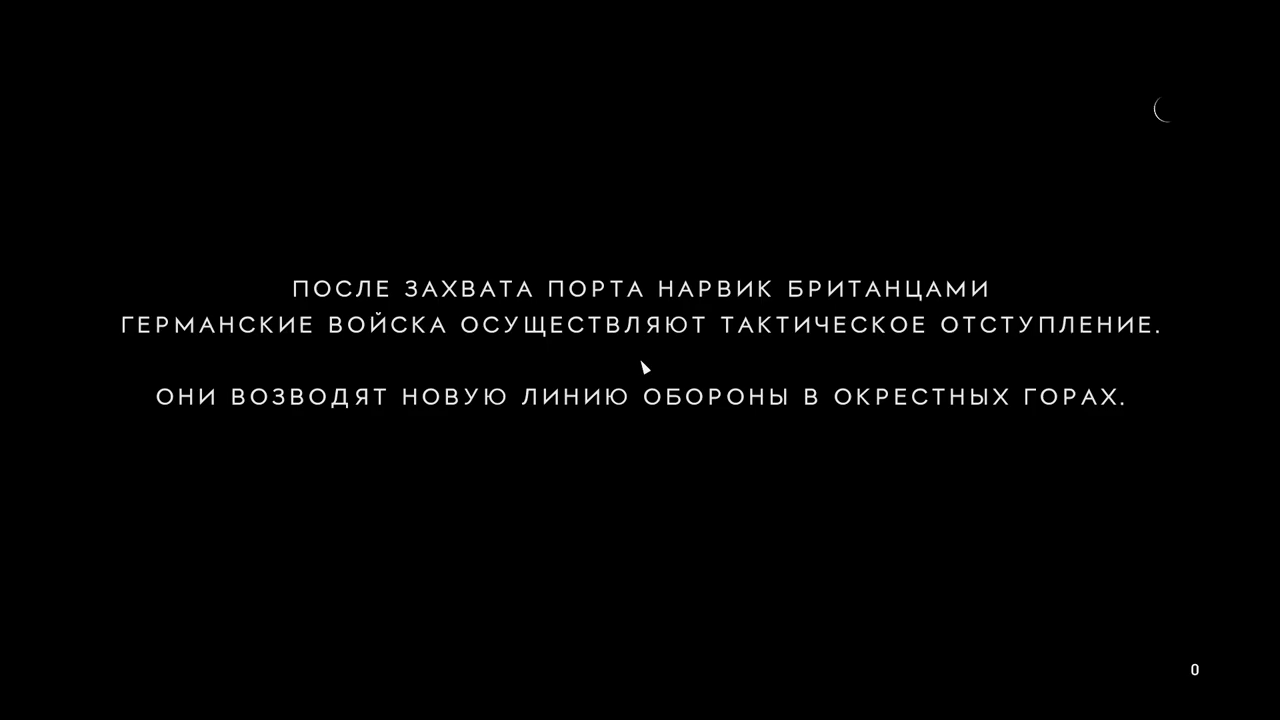 ПОСЛЕ ЗАХВАТА ПОРТА НАРВИК БРИТАНЦАМИ
ГЕРМАНСКИЕ ВОЙСКА ОСУЩЕСТВЛЯЮТ ТАКТИЧЕСКОЕ ОТСТУПЛЕНИЕ.
ОНИ ВОЗВОДЯТ НОВУЮ ЛИНИЮ ОБОРОНЫ В ОКРЕСТНЫХ ГОРАХ.
0